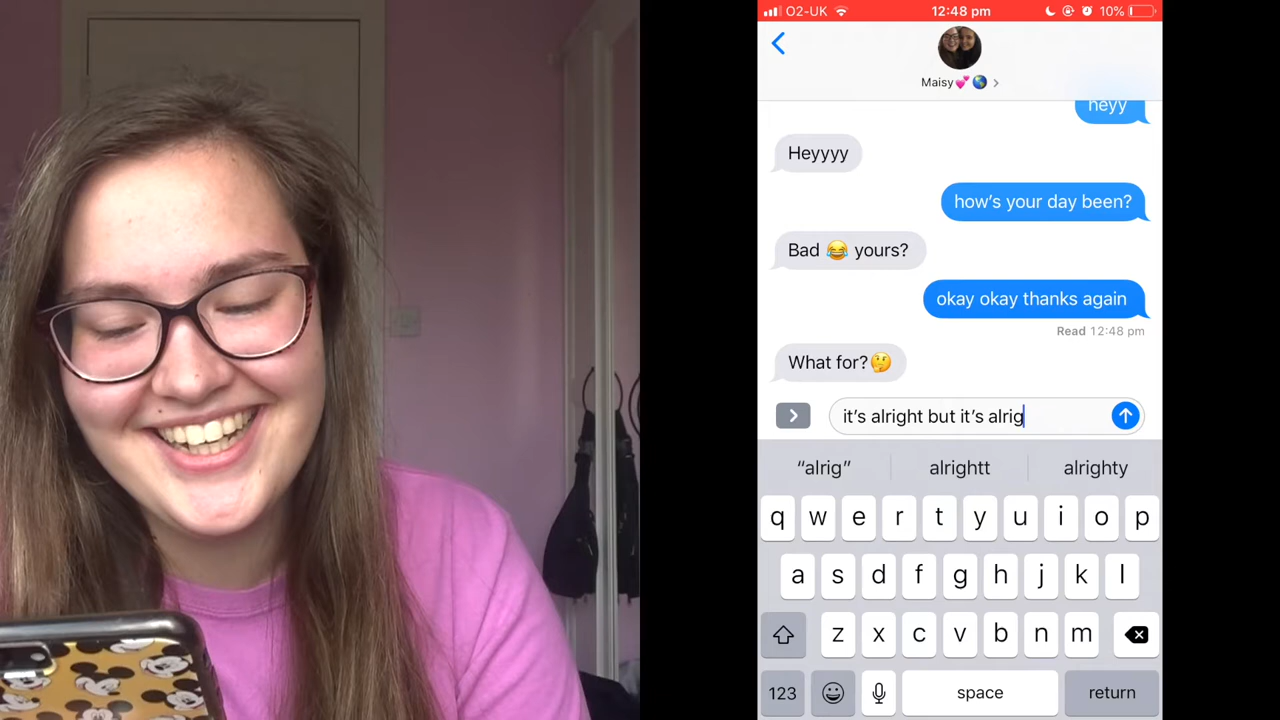 O2-UK 12:48 pm 10%
Maisy💕🌎
heyy
Heyyyy
how's your day been?
Bad 😂 yours?
okay okay thanks again
Read 12:48 pm
What for?🤔
it's alright but it's alrig
“alrig” alrightt alrighty
q w e r t y u i o p
a s d f g h j k l
z x c v b n m
123 space return